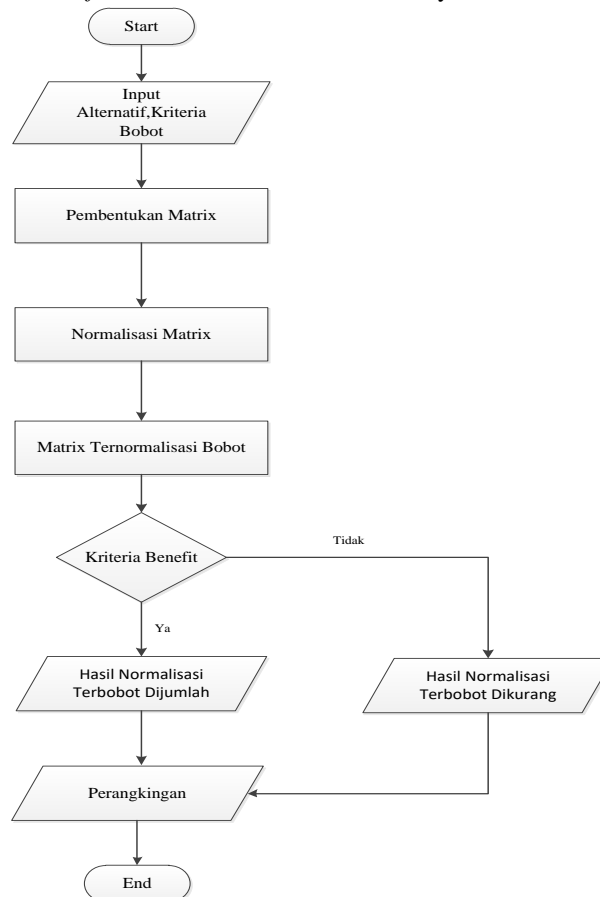 Start
Input
Alternatif,Kriteria
Bobot
Pembentukan Matrix
Normalisasi Matrix
Matrix Ternormalisasi Bobot
Kriteria Benefit
Tidak
Ya
Hasil Normalisasi
Terbobot Dijumlah
Hasil Normalisasi
Terbobot Dikurang
Perangkingan
End